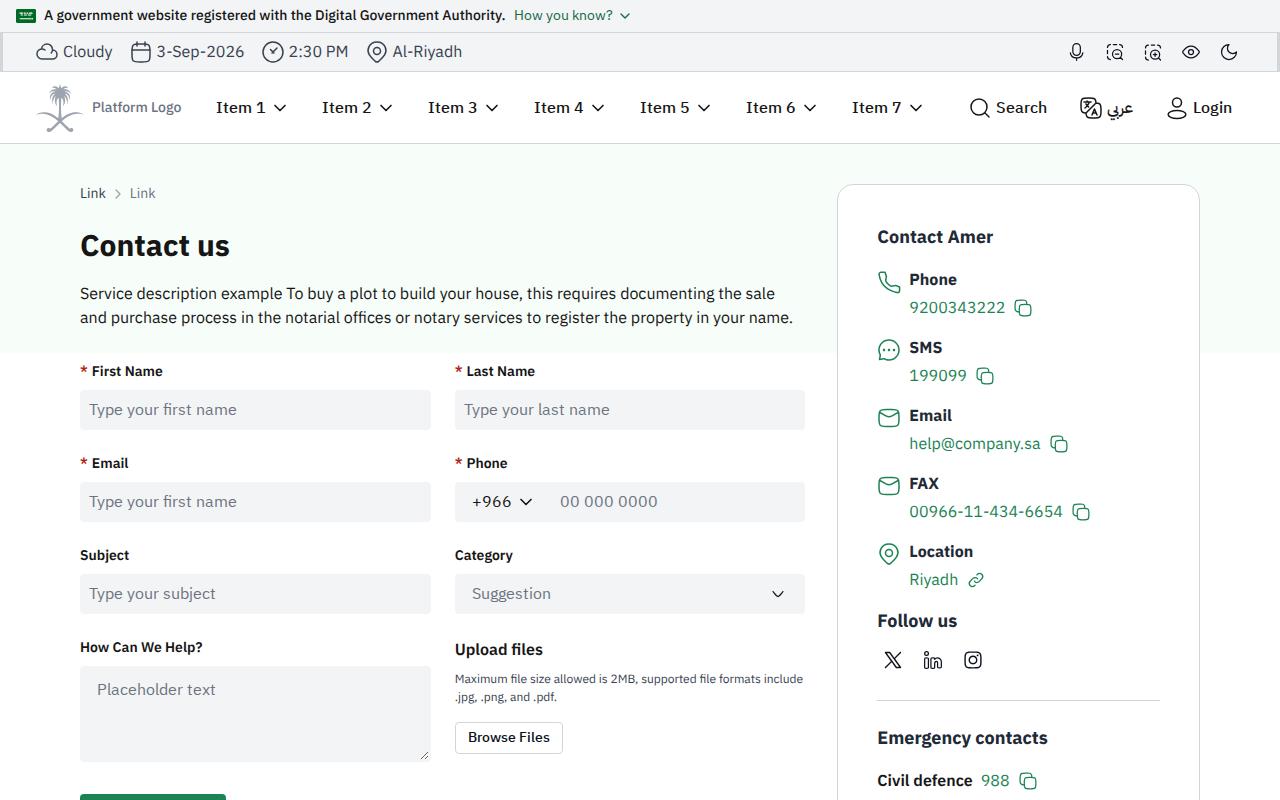 A government website registered with the Digital Government Authority. How you know?
Cloudy 3-Sep-2026 2:30 PM Al-Riyadh
Platform Logo Item 1 Item 2 Item 3 Item 4 Item 5 Item 6 Item 7 Search عربي Login
Link Link
Contact us
Service description example To buy a plot to build your house, this requires documenting the sale
and purchase process in the notarial offices or notary services to register the property in your name.
* First Name
Type your first name
* Last Name
Type your last name
* Email
Type your first name
* Phone
+966 00 000 0000
Subject
Type your subject
Category
Suggestion
How Can We Help?
Placeholder text
Upload files
Maximum file size allowed is 2MB, supported file formats include
.jpg, .png, and .pdf.
Browse Files
Contact Amer
Phone
9200343222
SMS
199099
Email
help@company.sa
FAX
00966-11-434-6654
Location
Riyadh
Follow us
Emergency contacts
Civil defence 988